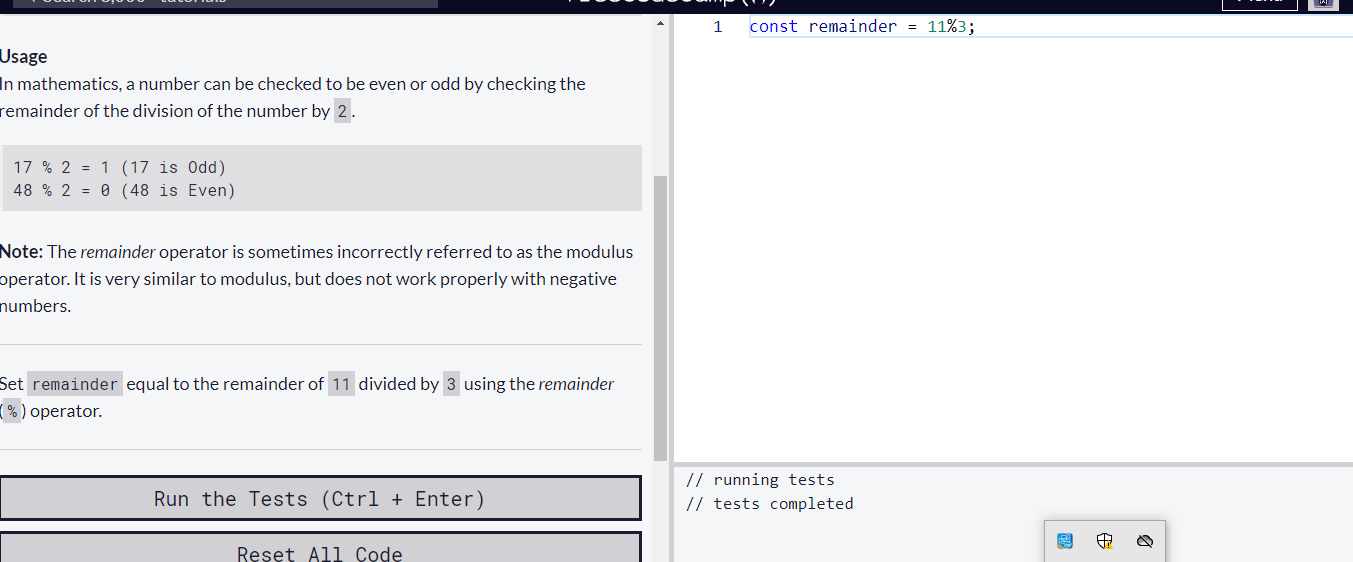 Usage
In mathematics, a number can be checked to be even or odd by checking the
remainder of the division of the number by 2.
17 % 2 = 1 (17 is Odd)
48 % 2 = 0 (48 is Even)
Note: The remainder operator is sometimes incorrectly referred to as the modulus
operator. It is very similar to modulus, but does not work properly with negative
numbers.
Set remainder equal to the remainder of 11 divided by 3 using the remainder
(%) operator.
Run the Tests (Ctrl + Enter)
Reset All Code
1 const remainder = 11%3;
// running tests
// tests completed